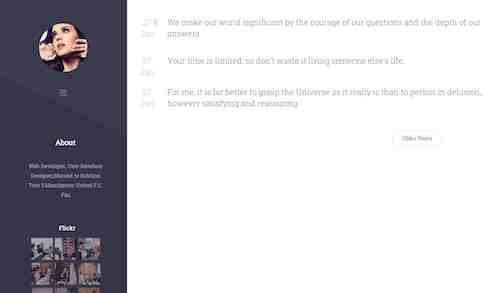 27
Jan
We make our world significant by the courage of our questions and the depth of our
answers.
27
Jan
Your time is limited, so don't waste it living someone else's life.
27
Jan
For me, it is far better to grasp the Universe as it really is than to persist in delusion,
however satisfying and reassuring.
Older Posts
About
Web Developer, User Interface
Designer,Married to
Manchester United F.C.
Fan
Flickr